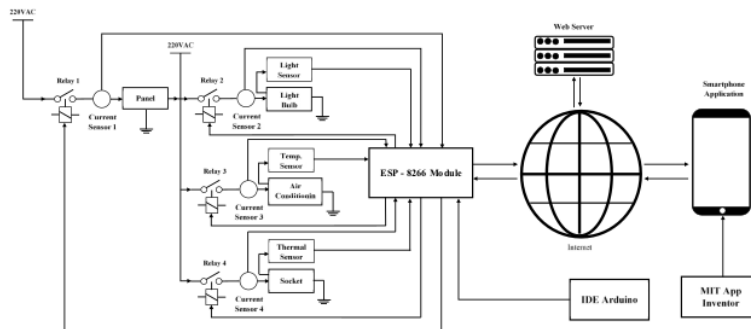 220VAC
220VAC
Relay 1
Panel
Current
Sensor 1
Relay 2
Light
Sensor
Light
Bulb
Current
Sensor 2
Relay 3
Temp.
Sensor
Air
Conditionin
Current
Sensor 3
Relay 4
Thermal
Sensor
Socket
Current
Sensor 4
ESP - 8266 Module
Web Server
Internet
Smartphone
Application
IDE Arduino
MIT App
Inventor